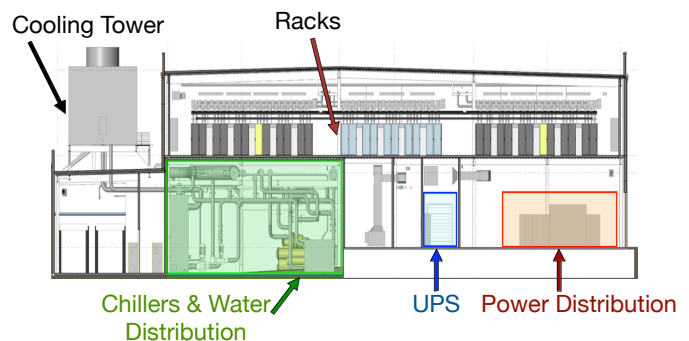 Cooling Tower
Racks
Chillers & Water
Distribution
UPS
Power Distribution